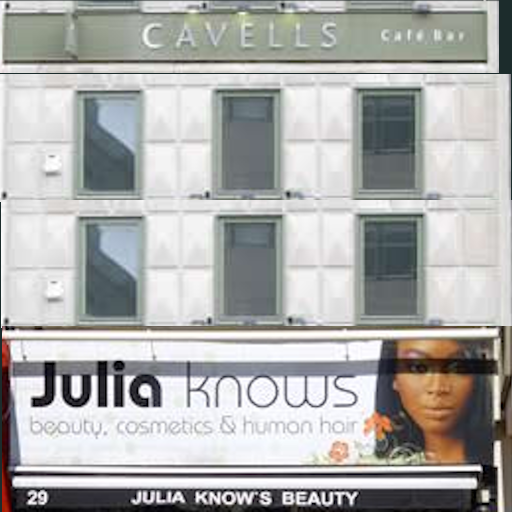 CAVELLS Café Bar
Julia knows
beauty, cosmetics & human hair
29 JULIA KNOW'S BEAUTY